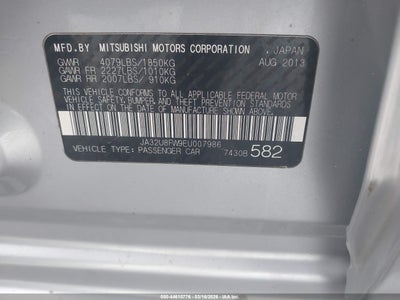 MFD.BY MITSUBISHI MOTORS CORPORATION , JAPAN
GVWR 4079LBS/1850KG AUG 2013
GAWR FR 2227LBS/1010KG
GAWR RR 2007LBS/ 910KG
THIS VEHICLE CONFORMS TO ALL APPLICABLE FEDERAL MOTOR
VEHICLE SAFETY, BUMPER, AND THEFT PREVENTION STANDARDS
IN EFFECT ON THE DATE OF MANUFACTURE SHOWN ABOVE.
JA32U8FW9EU007986
VEHICLE TYPE: PASSENGER CAR 7430B 582